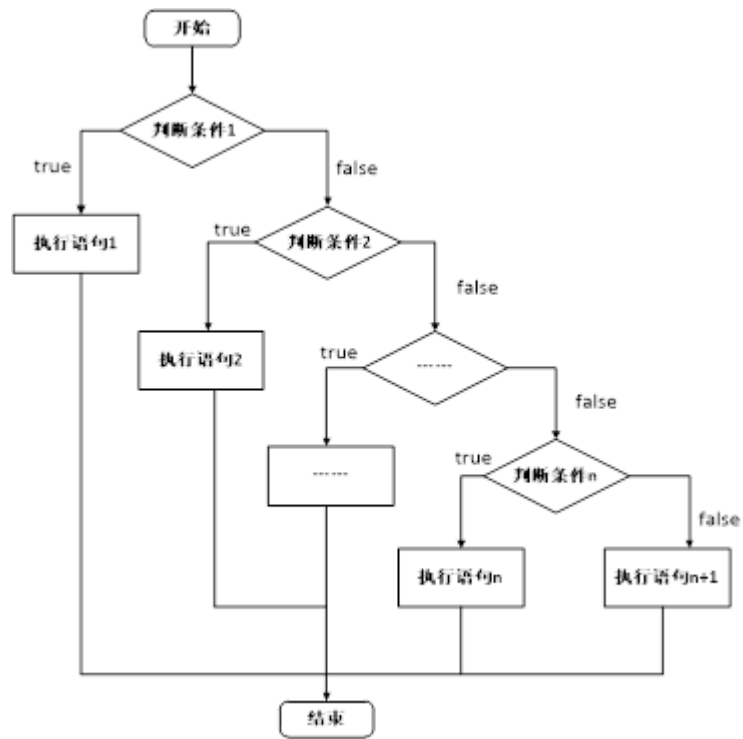 开始
判断条件1
true
false
执行语句1
true
判断条件2
false
执行语句2
true
------
false
------
true
判断条件n
false
执行语句n
执行语句n+1
结束